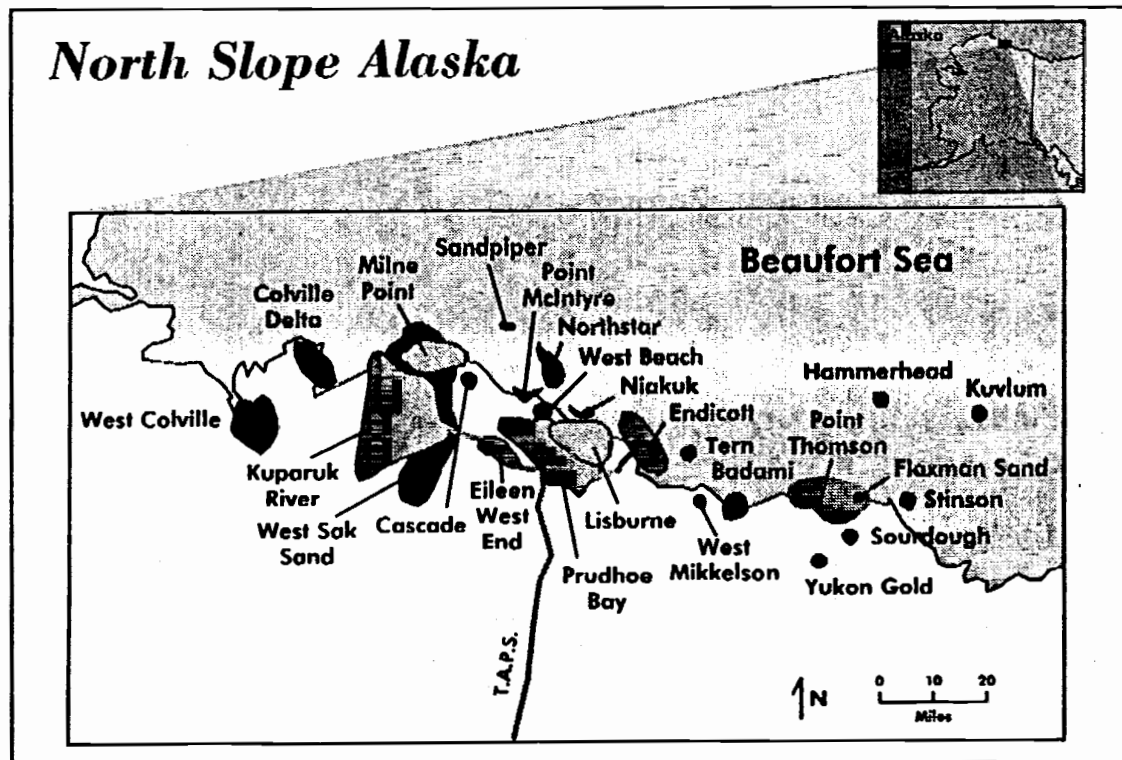 North Slope Alaska
Alaska
Sandpiper
Beaufort Sea
Milne
Point
Point
McIntyre
Colville
Delta
Northstar
West Beach
Hammerhead
Niakuk
Kuvlum
West Colville
Endicott
Point
Thomson
Tern
Badami
Flaxman Sand
Kuparuk
River
Eileen
West
End
Stinson
West Sak
Sand
Cascade
Lisburne
Sourdough
West
Mikkelson
Prudhoe
Bay
Yukon Gold
T.A.P.S.
N
0 10 20
Miles